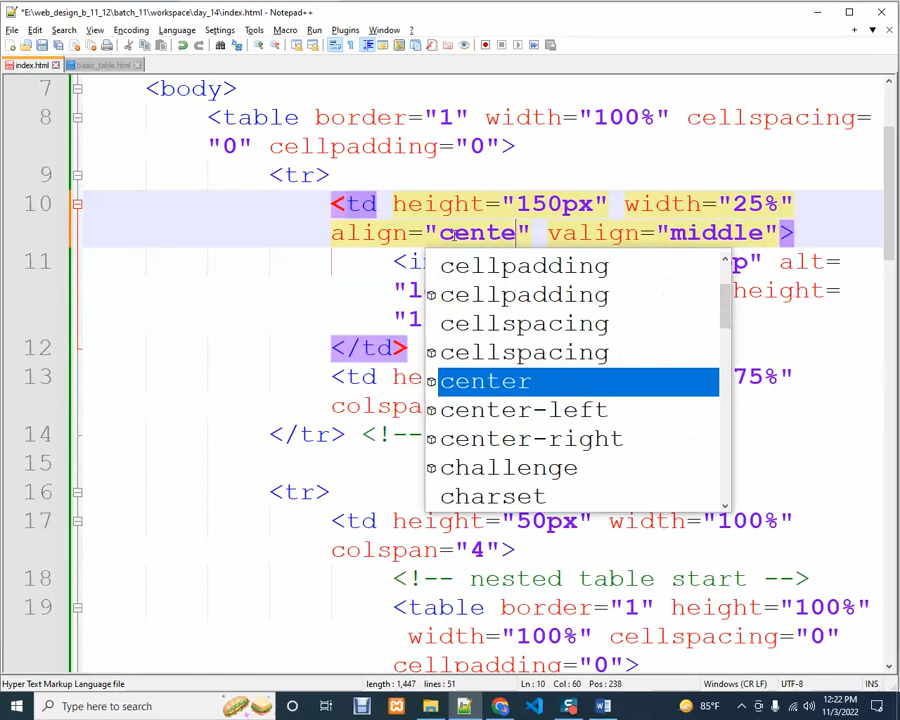 *E:\web_design_b_11_12\batch_11\workspace\day_14\index.html - Notepad++
File Edit Search View Encoding Language Settings Tools Macro Run Plugins Window ?
index.html basic_table.html
7 <body>
8 <table border="1" width="100%" cellspacing=
"0" cellpadding="0">
9 <tr>
10 <td height="150px" width="25%"
align="cente" valign="middle">
11 <i p" alt=
"l height=
"1
12 </td>
13 <td he 75%"
colspa
14 </tr> <!--
15
16 <tr>
17 <td height="50px" width="100%"
colspan="4">
18 <!-- nested table start -->
19 <table border="1" height="100%"
width="100%" cellspacing="0"
cellpadding="0">
cellpadding
cellpadding
cellspacing
cellspacing
center
center-left
center-right
challenge
charset
Hyper Text Markup Language file length : 1,447 lines : 51 Ln : 10 Col : 60 Pos : 238 Windows (CR LF) UTF-8 INS
Type here to search 85°F 12:22 PM
11/3/2022